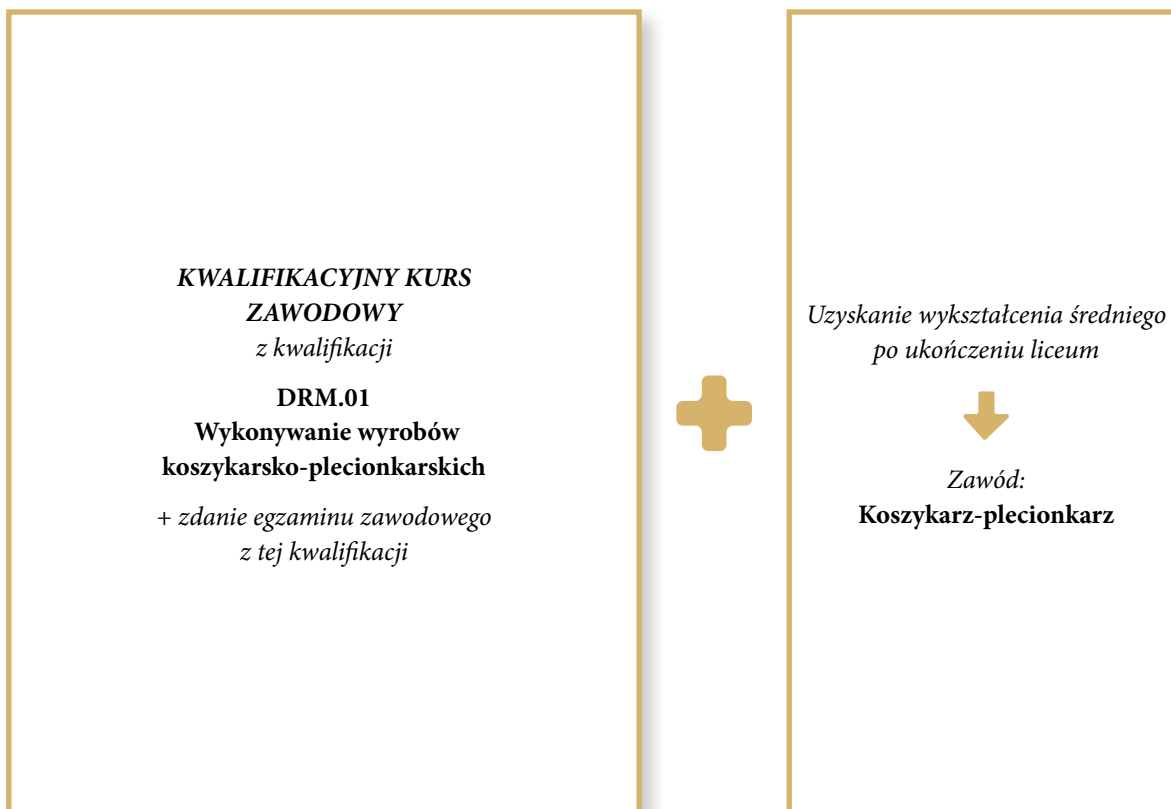 KWALIFIKACYJNY KURS
ZAWODOWY
z kwalifikacji
DRM.01
Wykonywanie wyrobów
koszykarsko-plecionkarskich
+ zdanie egzaminu zawodowego
z tej kwalifikacji
Uzyskanie wykształcenia średniego
po ukończeniu liceum
Zawód:
Koszykarz-plecionkarz